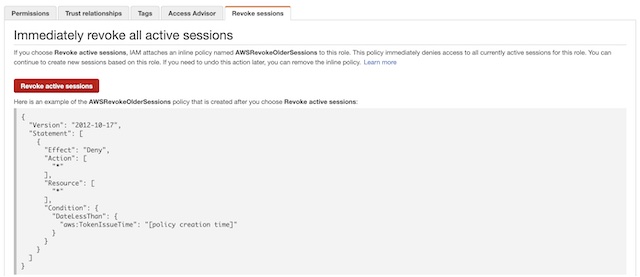 Permissions Trust relationships Tags Access Advisor Revoke sessions
Immediately revoke all active sessions
If you choose Revoke active sessions, IAM attaches an inline policy named AWSRevokeOlderSessions to this role. This policy immediately denies access to all currently active sessions for this role. You can
continue to create new sessions based on this role. If you need to undo this action later, you can remove the inline policy. Learn more
Revoke active sessions
Here is an example of the AWSRevokeOlderSessions policy that is created after you choose Revoke active sessions:
{
"Version": "2012-10-17",
"Statement": [
{
"Effect": "Deny",
"Action": [
"*"
],
"Resource": [
"*"
],
"Condition": {
"DateLessThan": {
"aws:TokenIssueTime": "[policy creation time]"
}
}
}
]
}